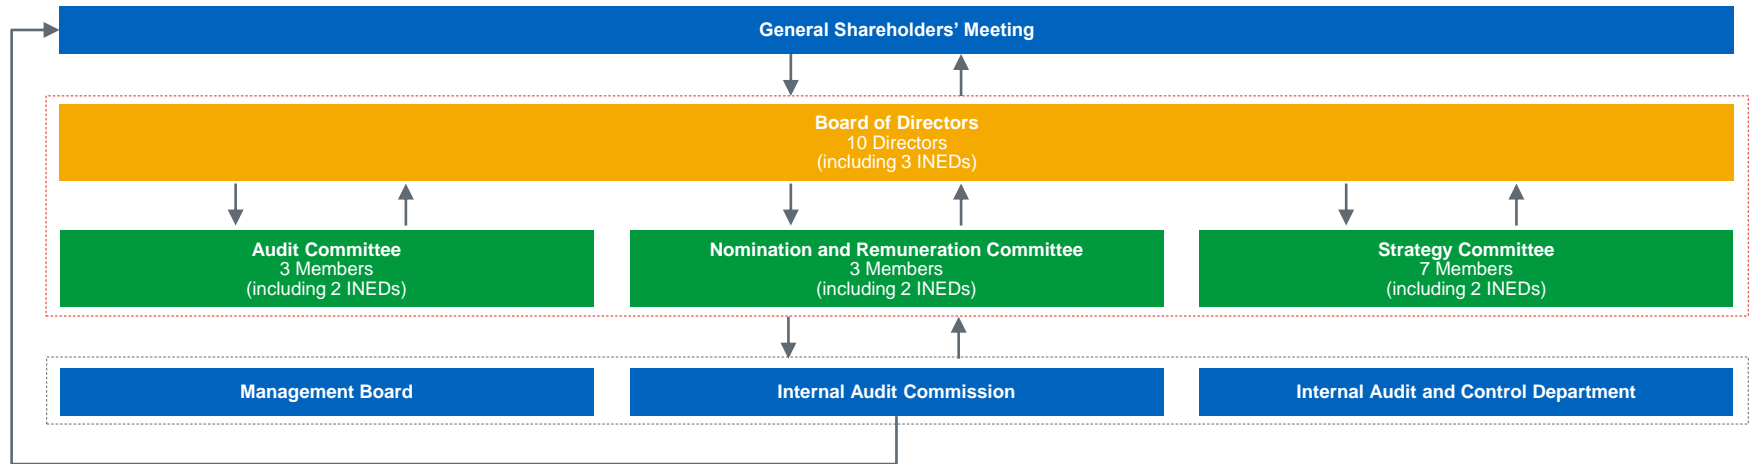 General Shareholders’ Meeting
Board of Directors
10 Directors
(including 3 INEDs)
Audit Committee
3 Members
(including 2 INEDs)
Nomination and Remuneration Committee
3 Members
(including 2 INEDs)
Strategy Committee
7 Members
(including 2 INEDs)
Management Board
Internal Audit Commission
Internal Audit and Control Department